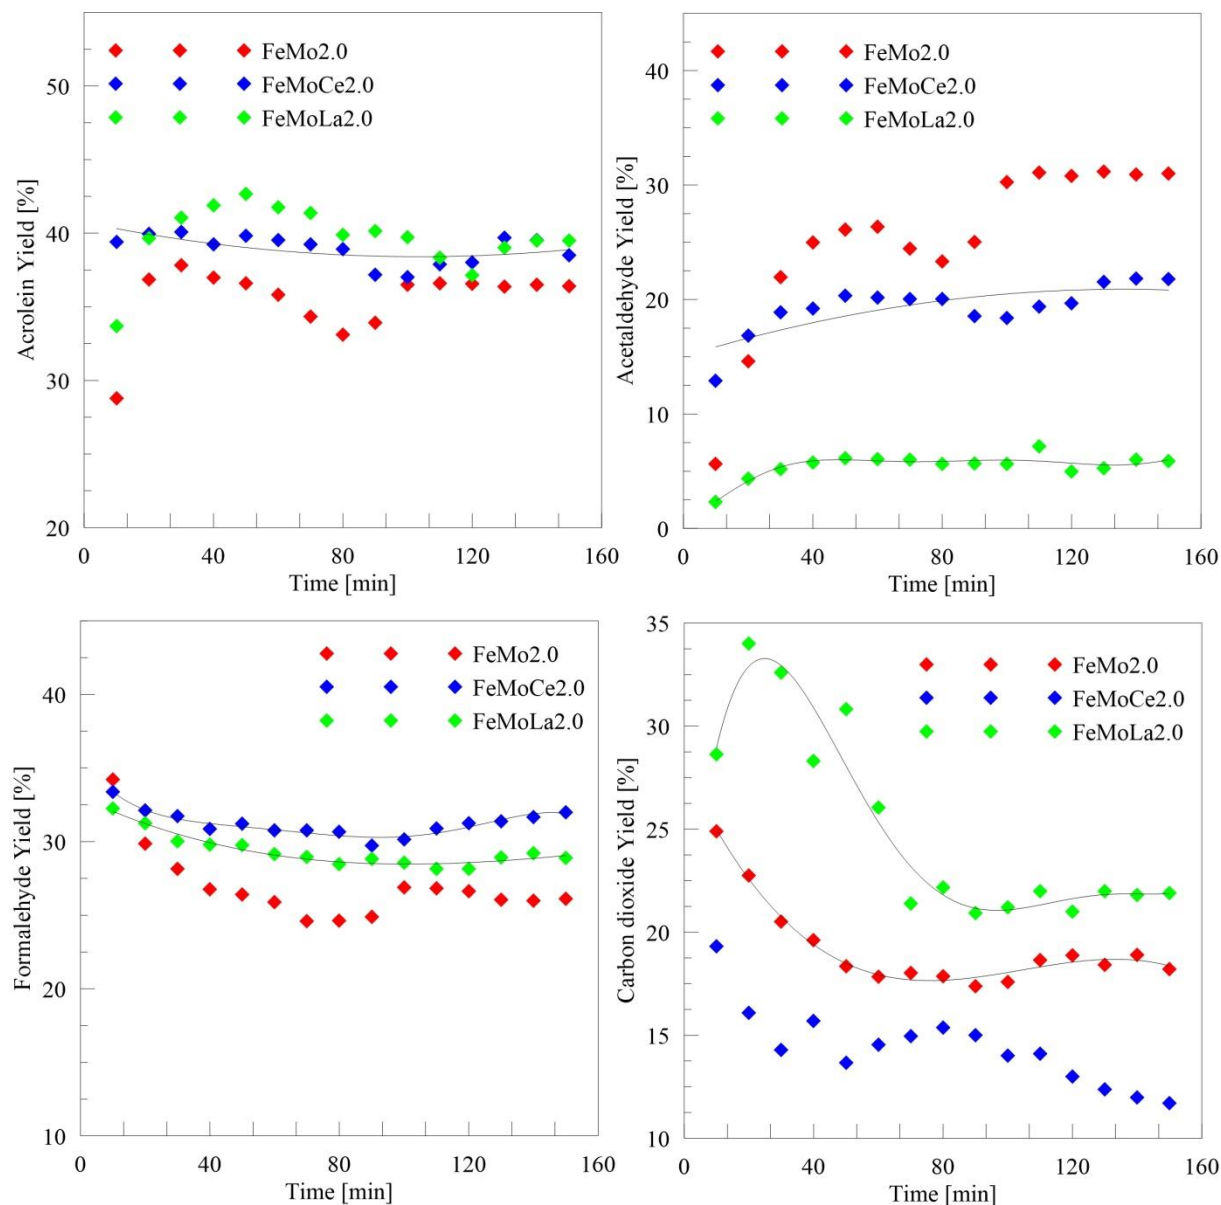 FeMo2.0
FeMoCe2.0
FeMoLa2.0
50
40
30
20
Acrolein Yield [%]
0
40
80
120
160
Time [min]
FeMo2.0
FeMoCe2.0
FeMoLa2.0
40
30
20
10
0
Acetaldehyde Yield [%]
0
40
80
120
160
Time [min]
FeMo2.0
FeMoCe2.0
FeMoLa2.0
40
30
20
10
Formalehyde Yield [%]
0
40
80
120
160
Time [min]
FeMo2.0
FeMoCe2.0
FeMoLa2.0
35
30
25
20
15
10
Carbon dioxide Yield [%]
0
40
80
120
160
Time [min]